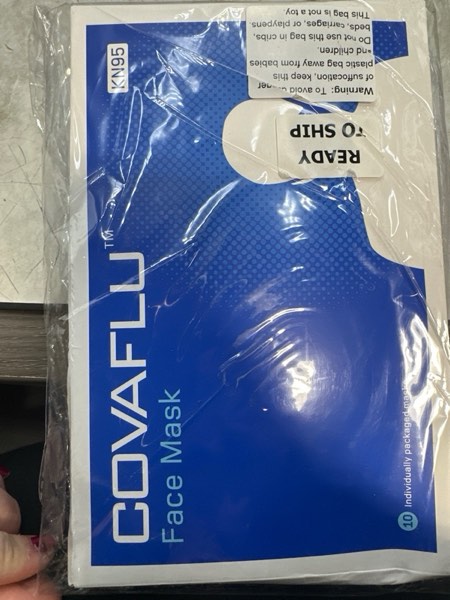 KN95
COVAFLU™
Face Mask
10 Individually packaged
READY
TO SHIP
Warning: To avoid
of suffocation, keep this
plastic bag away from babies
and children.
Do not use this bag in cribs,
beds, carriages, or playpens.
This bag is not a toy.